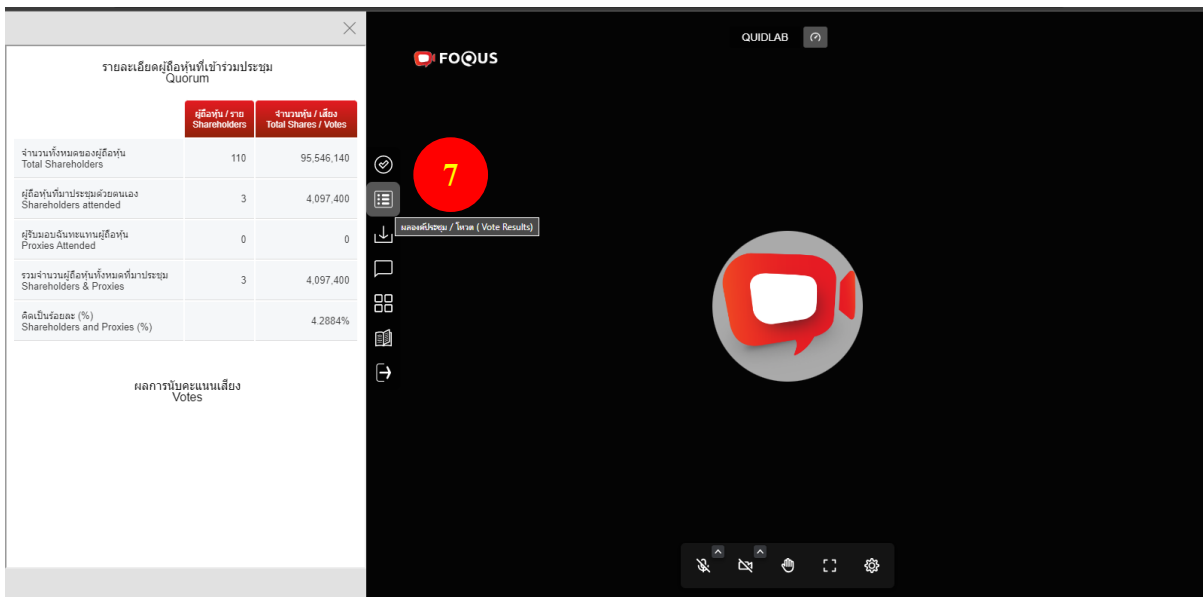 รายละเอียดผู้ถือหุ้นที่เข้าร่วมประชุม
Quorum
ผู้ถือหุ้น / ราย
Shareholders
จำนวนหุ้น / เสียง
Total Shares / Votes
จำนวนทั้งหมดของผู้ถือหุ้น
Total Shareholders
110
95,546,140
ผู้ถือหุ้นที่มาประชุมด้วยตนเอง
Shareholders attended
3
4,097,400
ผู้รับมอบฉันทะแทนผู้ถือหุ้น
Proxies Attended
0
0
รวมจำนวนผู้ถือหุ้นทั้งหมดที่มาประชุม
Shareholders & Proxies
3
4,097,400
คิดเป็นร้อยละ (%)
Shareholders and Proxies (%)
4.2884%
ผลการนับคะแนนเสียง
Votes
FOQUS
QUIDLAB
7
ผลองค์ประชุม / โหวต ( Vote Results)